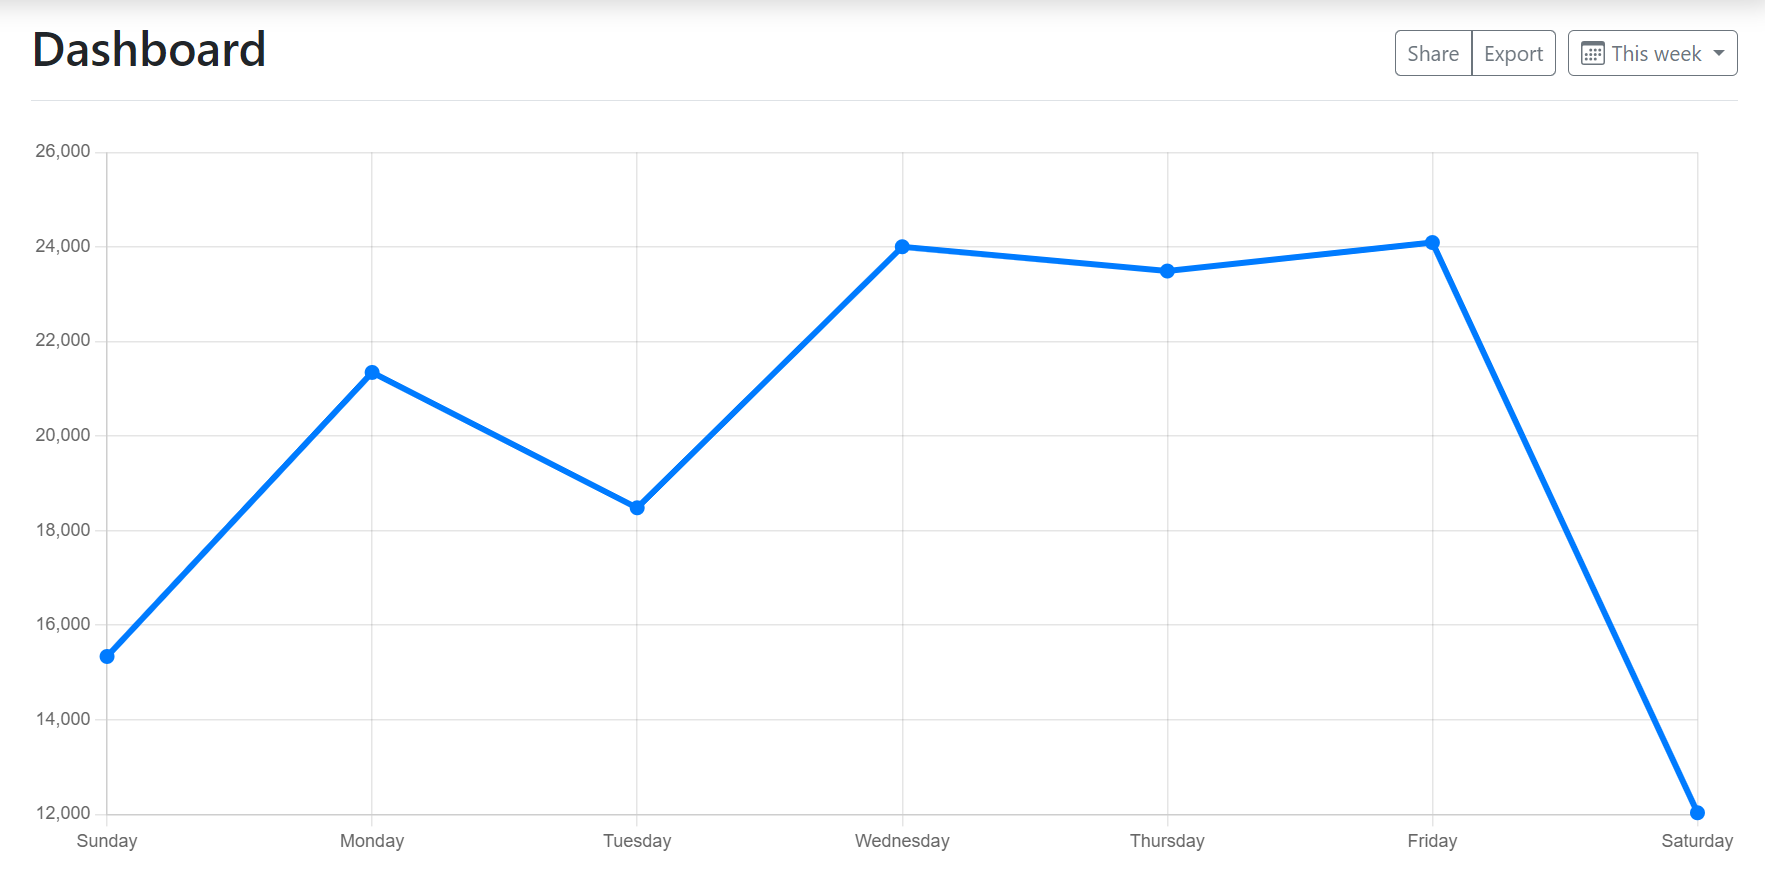 Dashboard
Share
Export
This week
26,000
24,000
22,000
20,000
18,000
16,000
14,000
12,000
Sunday Monday Tuesday Wednesday Thursday Friday Saturday